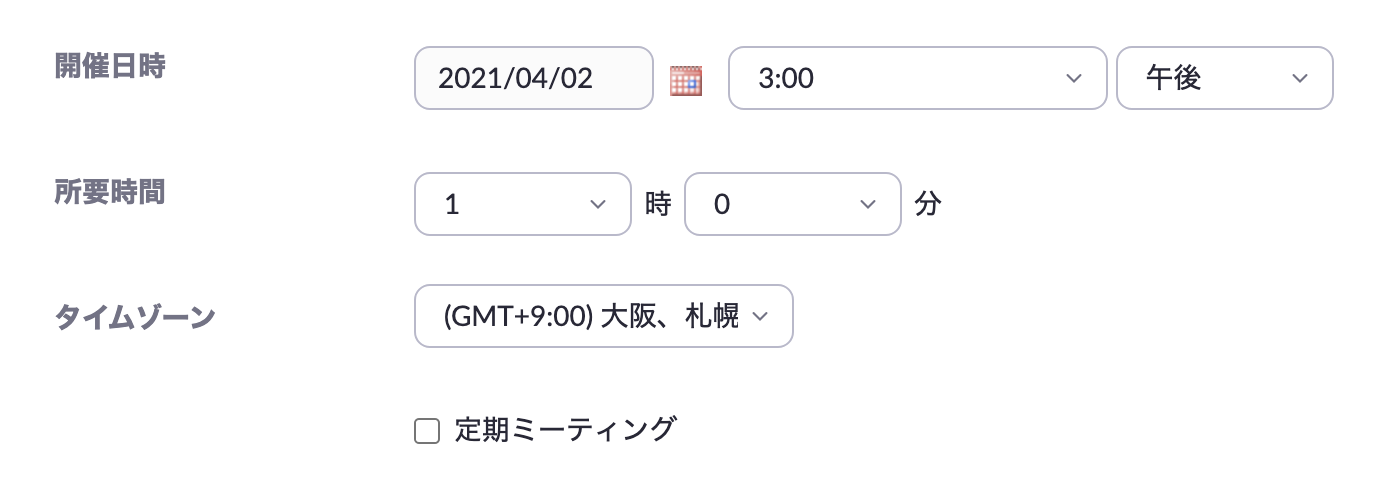 開催日時 2021/04/02 3:00 午後
所要時間 1 時 0 分
タイムゾーン (GMT+9:00) 大阪、札幌
定期ミーティング